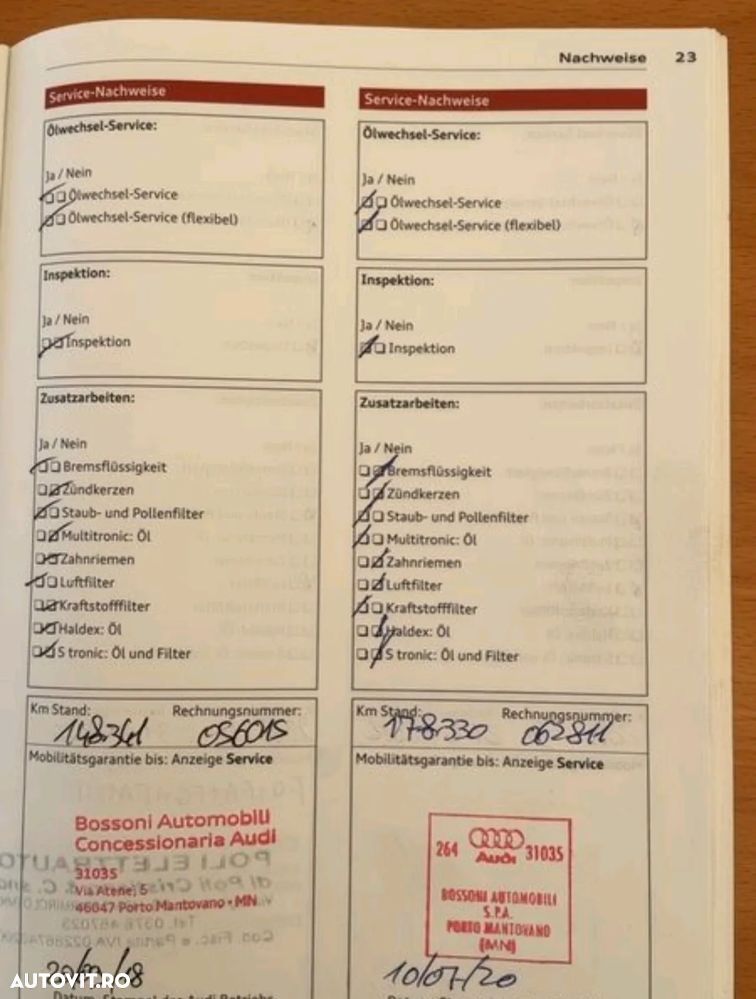 Nachweise 23
Service-Nachweise
Ölwechsel-Service:
Ja / Nein
Ölwechsel-Service
Ölwechsel-Service (flexibel)
Inspektion:
Ja / Nein
Inspektion
Zusatzarbeiten:
Ja / Nein
Bremsflüssigkeit
Zündkerzen
Staub- und Pollenfilter
Multitronic: Öl
Zahnriemen
Luftfilter
Kraftstofffilter
Haldex: Öl
S tronic: Öl und Filter
Km Stand: Rechnungsnummer:
148.341 056015
Mobilitätsgarantie bis: Anzeige Service
Bossoni Automobili
Concessionaria Audi
31035
Via Atene, 5
46047 Porto Mantovano - MN
Service-Nachweise
Ölwechsel-Service:
Ja / Nein
Ölwechsel-Service
Ölwechsel-Service (flexibel)
Inspektion:
Ja / Nein
Inspektion
Zusatzarbeiten:
Ja / Nein
Bremsflüssigkeit
Zündkerzen
Staub- und Pollenfilter
Multitronic: Öl
Zahnriemen
Luftfilter
Kraftstofffilter
Haldex: Öl
S tronic: Öl und Filter
Km Stand: Rechnungsnummer:
178.330 062811
Mobilitätsgarantie bis: Anzeige Service
264 Audi 31035
BOSSONI AUTOMOBILI
S.P.A.
PORTO MANTOVANO
(MN)
10/07/20
AUTOVIT.RO